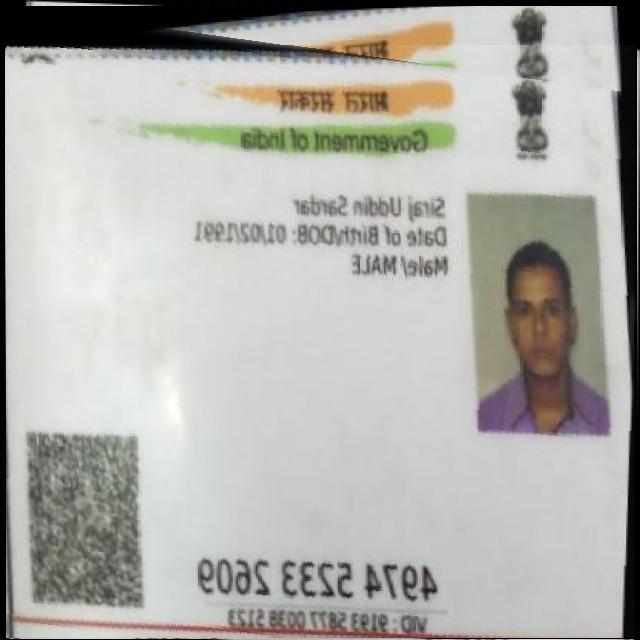 भारत सरकार
भारत सरकार
Government of India
Siraj Uddin Sardar
Date of Birth/DOB: 01/02/1991
Male/ MALE
4974 5233 2609
VID : 9193 5877 0038 5123